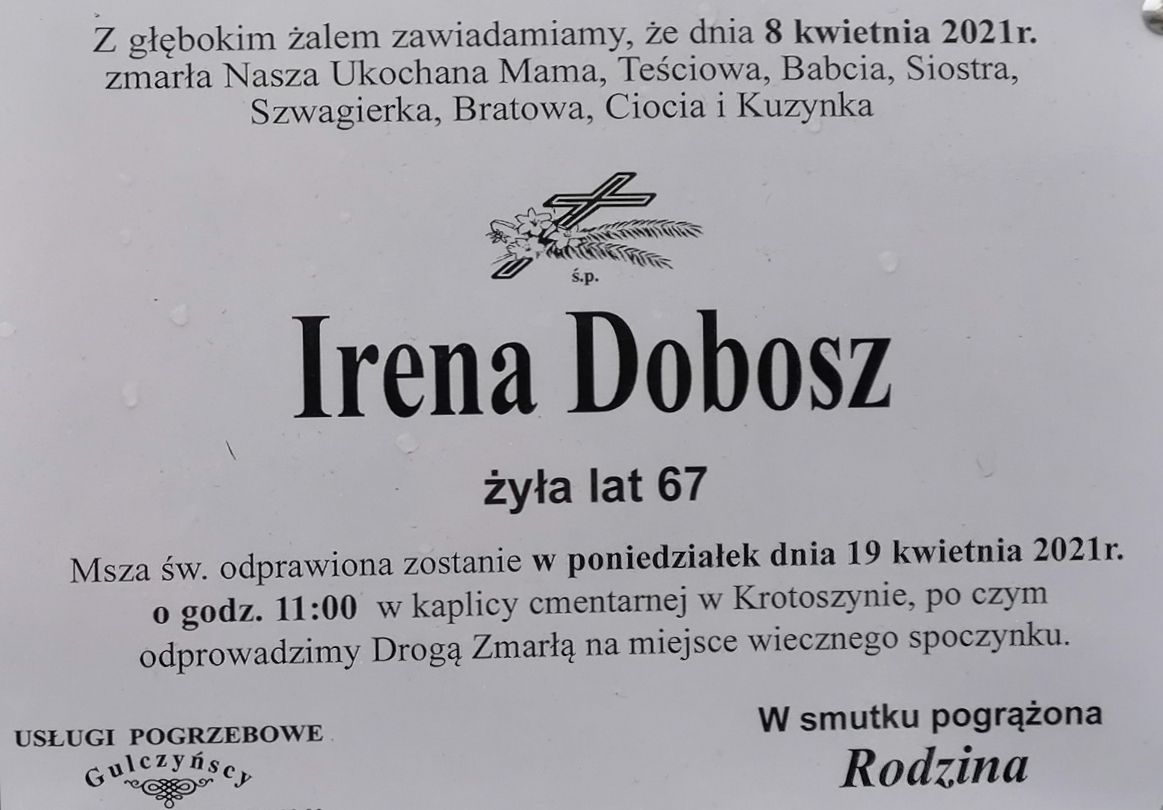 Z głębokim żalem zawiadamiamy, że dnia 8 kwietnia 2021r.
zmarła Nasza Ukochana Mama, Teściowa, Babcia, Siostra,
Szwagierka, Bratowa, Ciocia i Kuzynka
ś.p.
Irena Dobosz
żyła lat 67
Msza św. odprawiona zostanie w poniedziałek dnia 19 kwietnia 2021r.
o godz. 11:00 w kaplicy cmentarnej w Krotoszynie, po czym
odprowadzimy Drogą Zmarłą na miejsce wiecznego spoczynku.
W smutku pogrążona
Rodzina
USŁUGI POGRZEBOWE
Gulczyńscy